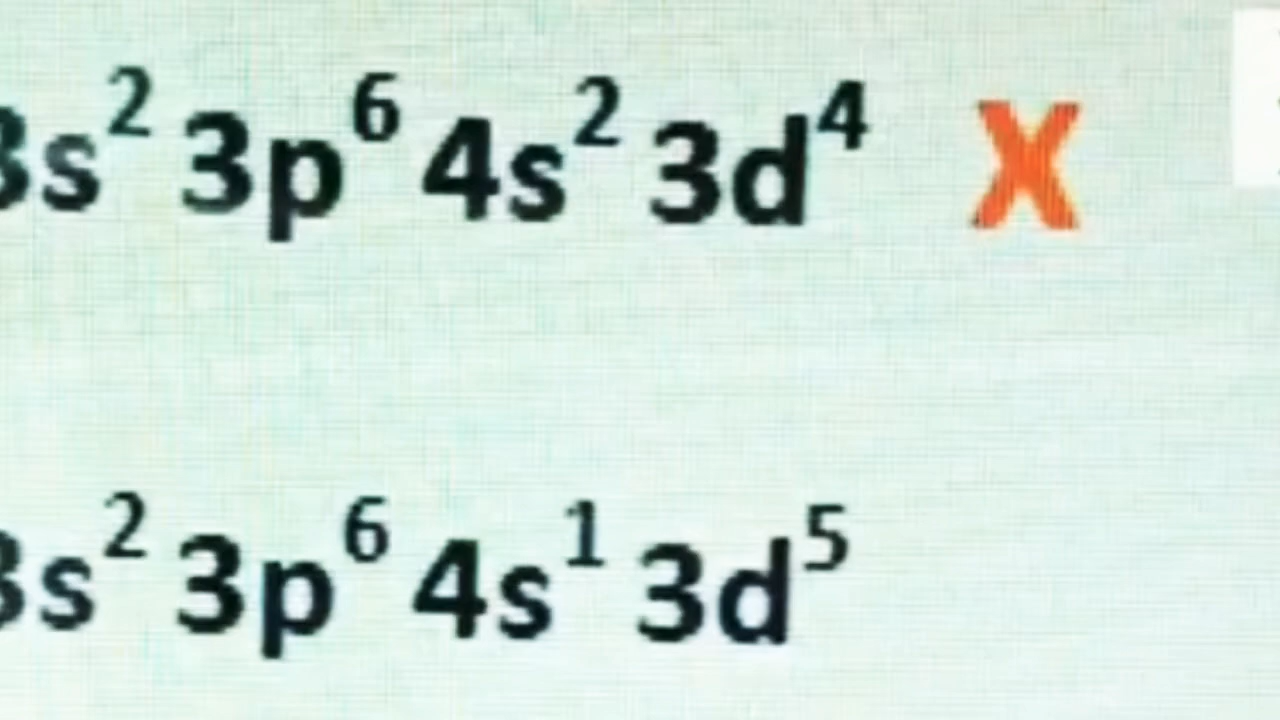 3s² 3p⁶ 4s² 3d⁴ X
3s² 3p⁶ 4s¹ 3d⁵